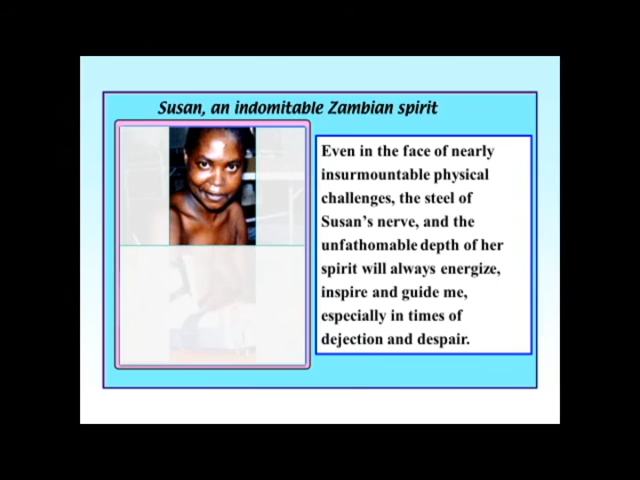 Susan, an indomitable Zambian spirit
Even in the face of nearly
insurmountable physical
challenges, the steel of
Susan's nerve, and the
unfathomable depth of her
spirit will always energize,
inspire and guide me,
especially in times of
dejection and despair.